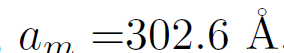 , a_m =302.6 Å.